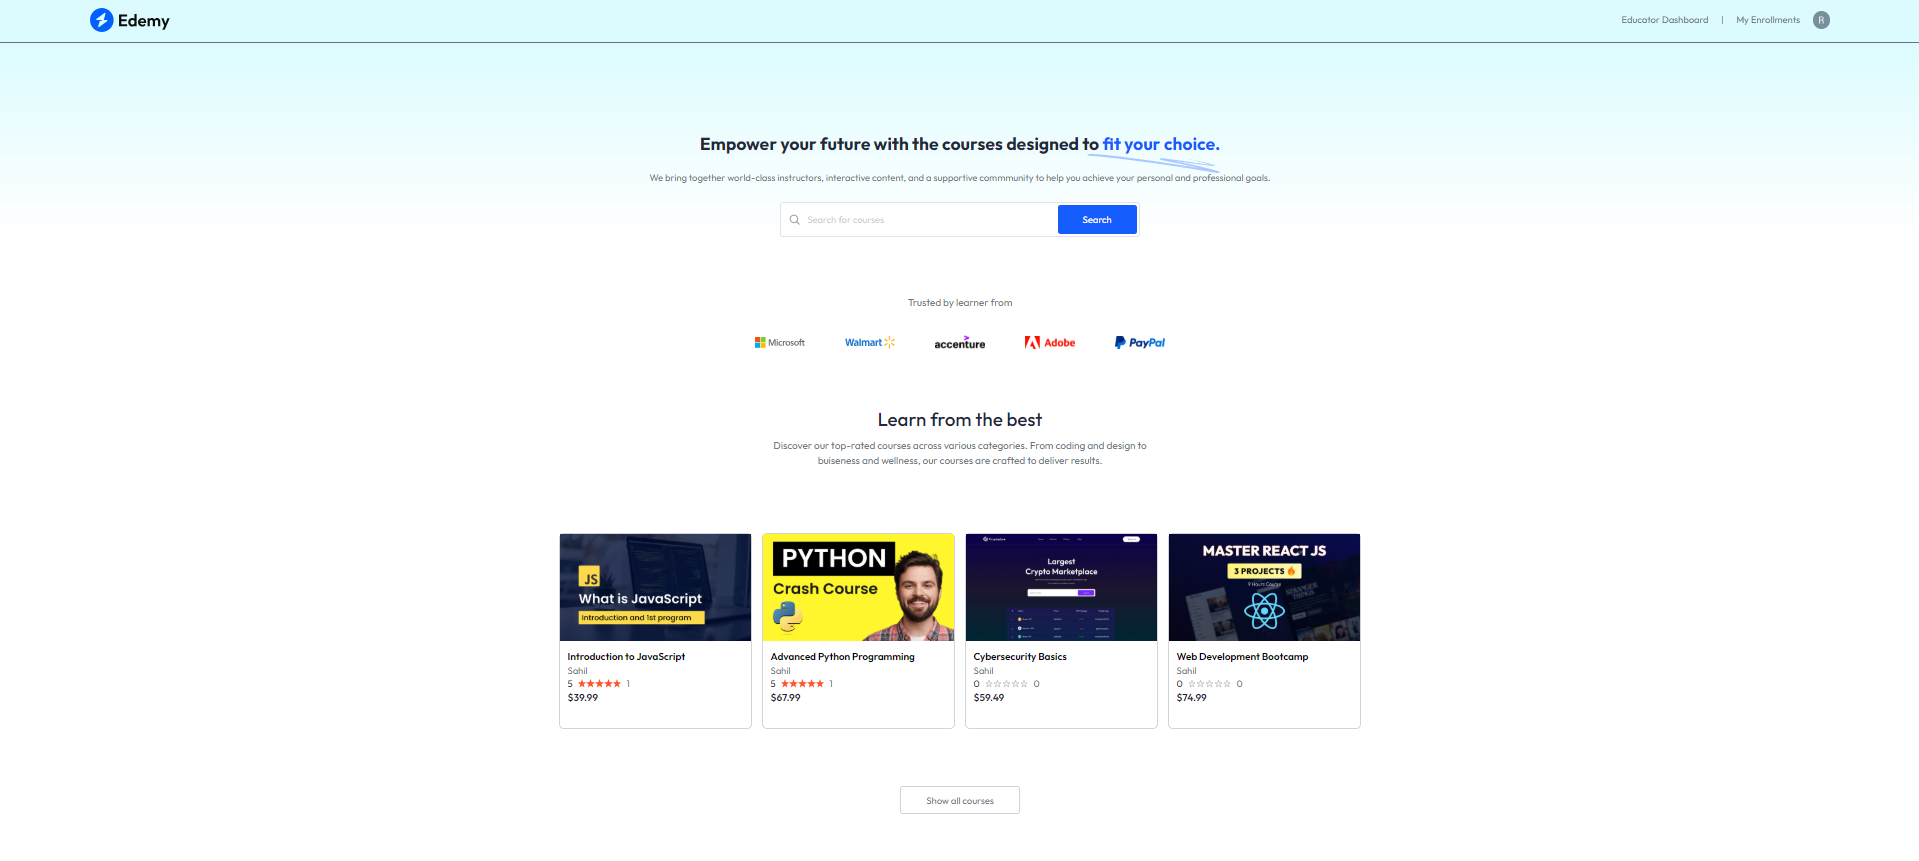 Edemy
Educator Dashboard | My Enrollments R
Empower your future with the courses designed to fit your choice.
We bring together world-class instructors, interactive content, and a supportive commmunity to help you achieve your personal and professional goals.
Search for courses
Search
Trusted by learner from
Microsoft
Walmart
accenture
Adobe
PayPal
Learn from the best
Discover our top-rated courses across various categories. From coding and design to
buiseness and wellness, our courses are crafted to deliver results.
JS
What is JavaScript
Introduction and 1st program
Introduction to JavaScript
Sahil
5 ★★★★★ 1
$39.99
PYTHON
Crash Course
Advanced Python Programming
Sahil
5 ★★★★★ 1
$67.99
Largest
Crypto Marketplace
Cybersecurity Basics
Sahil
0 ☆☆☆☆☆ 0
$59.49
MASTER REACT JS
3 PROJECTS 🔥
9 Hours Course
STRANGER
THINGS
Web Development Bootcamp
Sahil
0 ☆☆☆☆☆ 0
$74.99
Show all courses